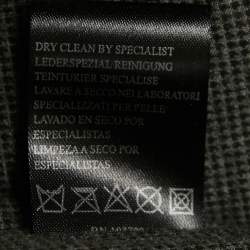 DRY CLEAN BY SPECIALIST
LEDERSPEZIAL REINIGUNG
TEINTURIER SPECIALISE
LAVARE A SECCO NEI LABORATORI
SPECIALIZZATI PER PELLE
LAVADO EN SECO POR
ESPECIALISTAS
LIMPEZA A SECO POR
ESPECIALISTAS